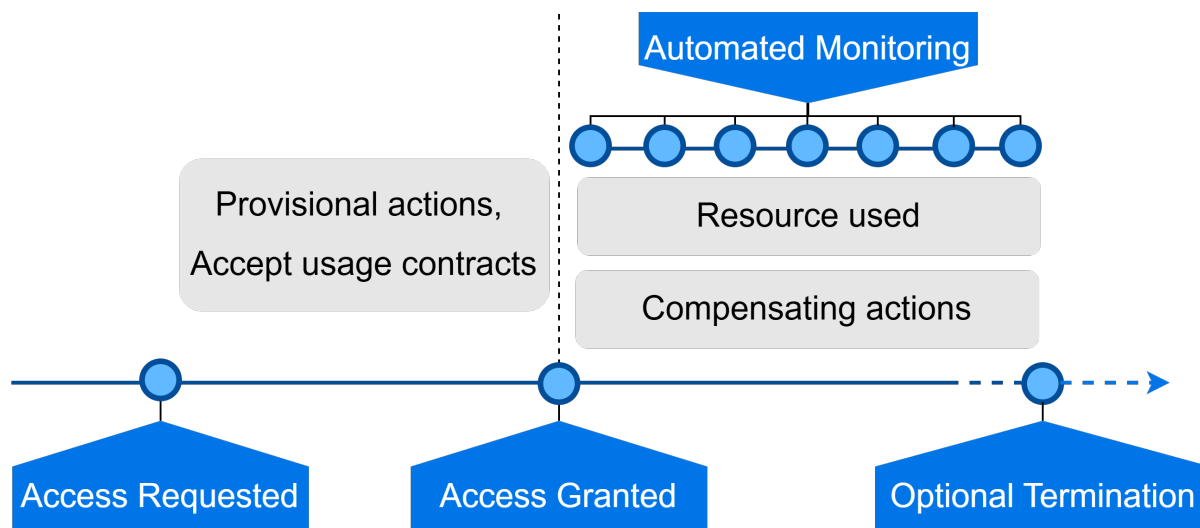 Automated Monitoring
Provisional actions,
Accept usage contracts
Resource used
Compensating actions
Access Requested
Access Granted
Optional Termination